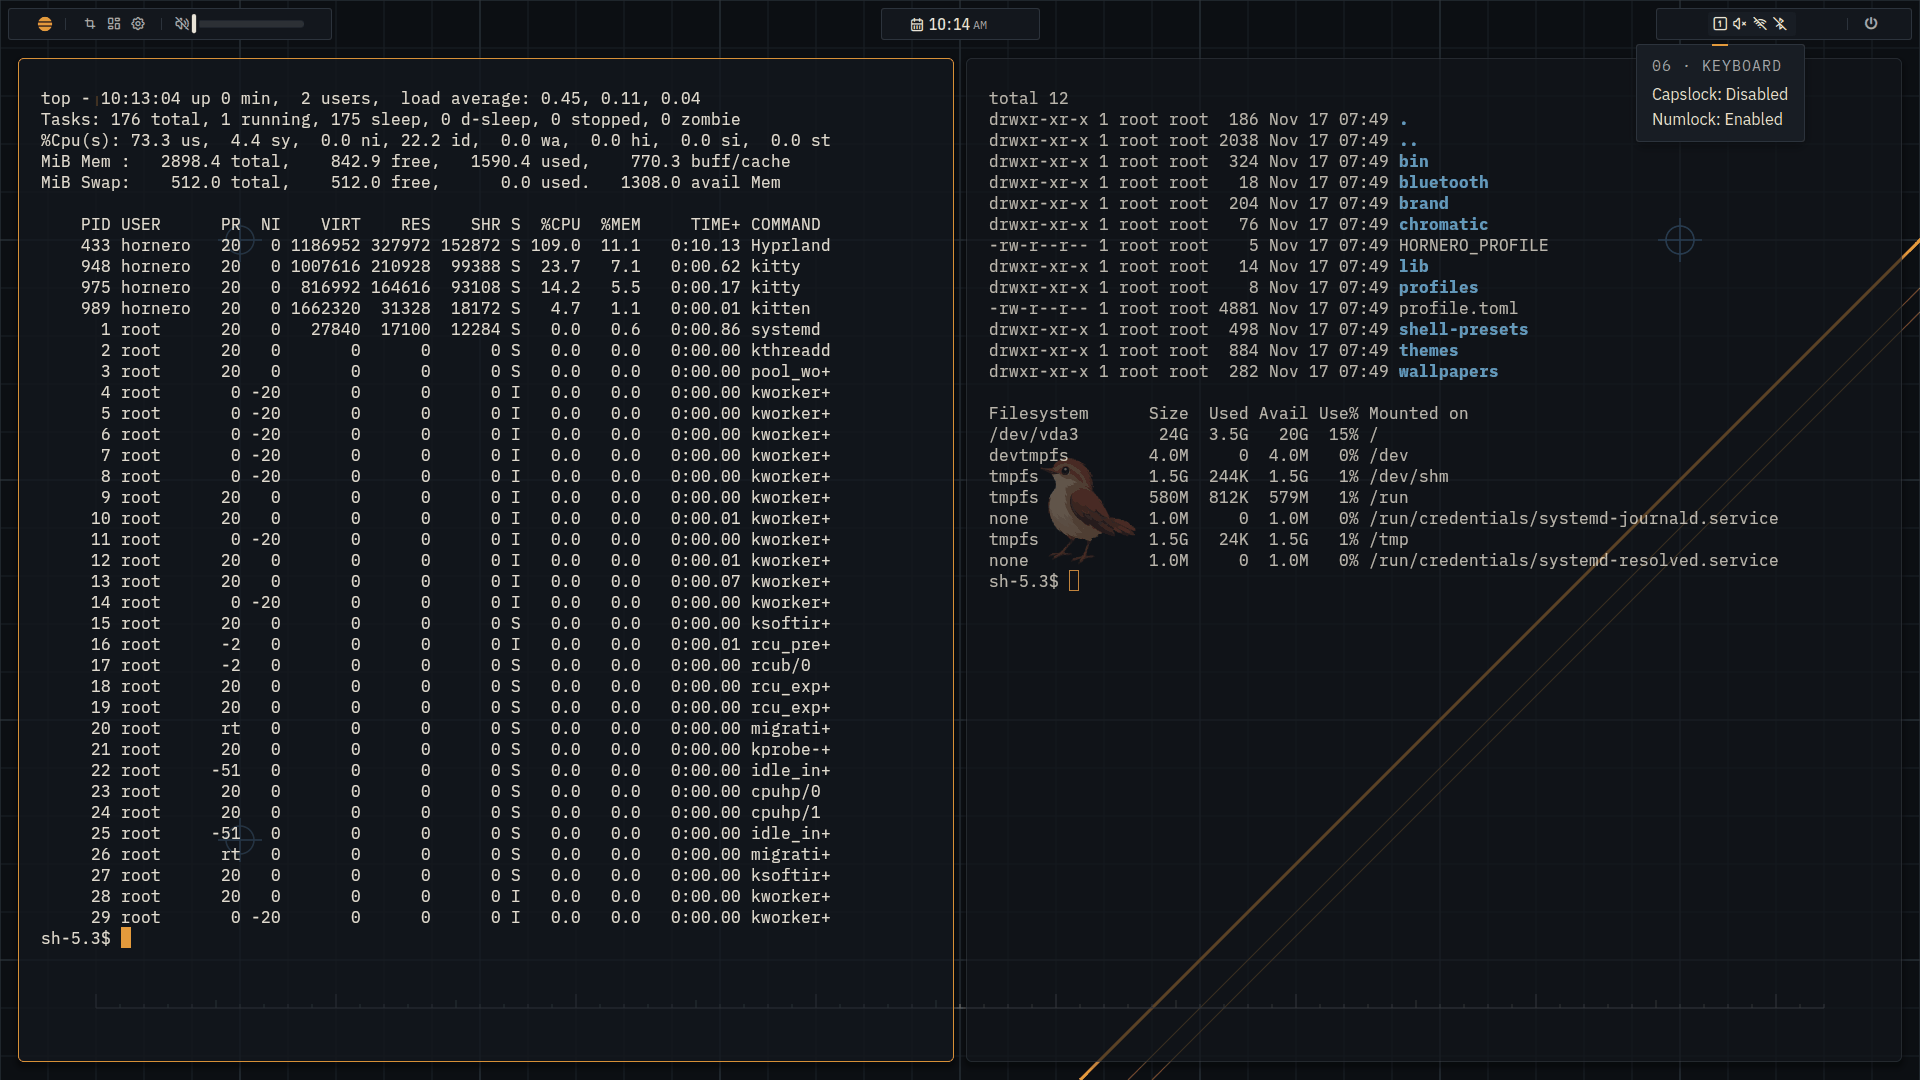 10:14 AM
1
06 · KEYBOARD
Capslock: Disabled
Numlock: Enabled
top - 10:13:04 up 0 min,  2 users,  load average: 0.45, 0.11, 0.04
Tasks: 176 total, 1 running, 175 sleep, 0 d-sleep, 0 stopped, 0 zombie
%Cpu(s): 73.3 us,  4.4 sy,  0.0 ni, 22.2 id,  0.0 wa,  0.0 hi,  0.0 si,  0.0 st
MiB Mem :   2898.4 total,    842.9 free,   1590.4 used,    770.3 buff/cache
MiB Swap:    512.0 total,    512.0 free,      0.0 used.   1308.0 avail Mem
PID USER      PR  NI    VIRT    RES    SHR S  %CPU  %MEM     TIME+ COMMAND
433 hornero   20   0 1186952 327972 152872 S 109.0  11.1   0:10.13 Hyprland
948 hornero   20   0 1007616 210928  99388 S  23.7   7.1   0:00.62 kitty
975 hornero   20   0  816992 164616  93108 S  14.2   5.5   0:00.17 kitty
989 hornero   20   0 1662320  31328  18172 S   4.7   1.1   0:00.01 kitten
1 root      20   0   27840  17100  12284 S   0.0   0.6   0:00.86 systemd
2 root      20   0       0      0      0 S   0.0   0.0   0:00.00 kthreadd
3 root      20   0       0      0      0 S   0.0   0.0   0:00.00 pool_wo+
4 root       0 -20       0      0      0 I   0.0   0.0   0:00.00 kworker+
5 root       0 -20       0      0      0 I   0.0   0.0   0:00.00 kworker+
6 root       0 -20       0      0      0 I   0.0   0.0   0:00.00 kworker+
7 root       0 -20       0      0      0 I   0.0   0.0   0:00.00 kworker+
8 root       0 -20       0      0      0 I   0.0   0.0   0:00.00 kworker+
9 root      20   0       0      0      0 I   0.0   0.0   0:00.00 kworker+
10 root      20   0       0      0      0 I   0.0   0.0   0:00.01 kworker+
11 root       0 -20       0      0      0 I   0.0   0.0   0:00.00 kworker+
12 root      20   0       0      0      0 I   0.0   0.0   0:00.01 kworker+
13 root      20   0       0      0      0 I   0.0   0.0   0:00.07 kworker+
14 root       0 -20       0      0      0 I   0.0   0.0   0:00.00 kworker+
15 root      20   0       0      0      0 S   0.0   0.0   0:00.00 ksoftir+
16 root      -2   0       0      0      0 I   0.0   0.0   0:00.01 rcu_pre+
17 root      -2   0       0      0      0 S   0.0   0.0   0:00.00 rcub/0
18 root      20   0       0      0      0 S   0.0   0.0   0:00.00 rcu_exp+
19 root      20   0       0      0      0 S   0.0   0.0   0:00.00 rcu_exp+
20 root      rt   0       0      0      0 S   0.0   0.0   0:00.00 migrati+
21 root      20   0       0      0      0 S   0.0   0.0   0:00.00 kprobe-+
22 root     -51   0       0      0      0 S   0.0   0.0   0:00.00 idle_in+
23 root      20   0       0      0      0 S   0.0   0.0   0:00.00 cpuhp/0
24 root      20   0       0      0      0 S   0.0   0.0   0:00.00 cpuhp/1
25 root     -51   0       0      0      0 S   0.0   0.0   0:00.00 idle_in+
26 root      rt   0       0      0      0 S   0.0   0.0   0:00.00 migrati+
27 root      20   0       0      0      0 S   0.0   0.0   0:00.00 ksoftir+
28 root      20   0       0      0      0 I   0.0   0.0   0:00.00 kworker+
29 root       0 -20       0      0      0 I   0.0   0.0   0:00.00 kworker+
sh-5.3$
total 12
drwxr-xr-x 1 root root  186 Nov 17 07:49 .
drwxr-xr-x 1 root root 2038 Nov 17 07:49 ..
drwxr-xr-x 1 root root  324 Nov 17 07:49 bin
drwxr-xr-x 1 root root   18 Nov 17 07:49 bluetooth
drwxr-xr-x 1 root root  204 Nov 17 07:49 brand
drwxr-xr-x 1 root root   76 Nov 17 07:49 chromatic
-rw-r--r-- 1 root root    5 Nov 17 07:49 HORNERO_PROFILE
drwxr-xr-x 1 root root   14 Nov 17 07:49 lib
drwxr-xr-x 1 root root    8 Nov 17 07:49 profiles
-rw-r--r-- 1 root root 4881 Nov 17 07:49 profile.toml
drwxr-xr-x 1 root root  498 Nov 17 07:49 shell-presets
drwxr-xr-x 1 root root  884 Nov 17 07:49 themes
drwxr-xr-x 1 root root  282 Nov 17 07:49 wallpapers
Filesystem      Size  Used Avail Use% Mounted on
/dev/vda3        24G  3.5G   20G  15% /
devtmpfs        4.0M     0  4.0M   0% /dev
tmpfs           1.5G  244K  1.5G   1% /dev/shm
tmpfs           580M  812K  579M   1% /run
none            1.0M     0  1.0M   0% /run/credentials/systemd-journald.service
tmpfs           1.5G   24K  1.5G   1% /tmp
none            1.0M     0  1.0M   0% /run/credentials/systemd-resolved.service
sh-5.3$